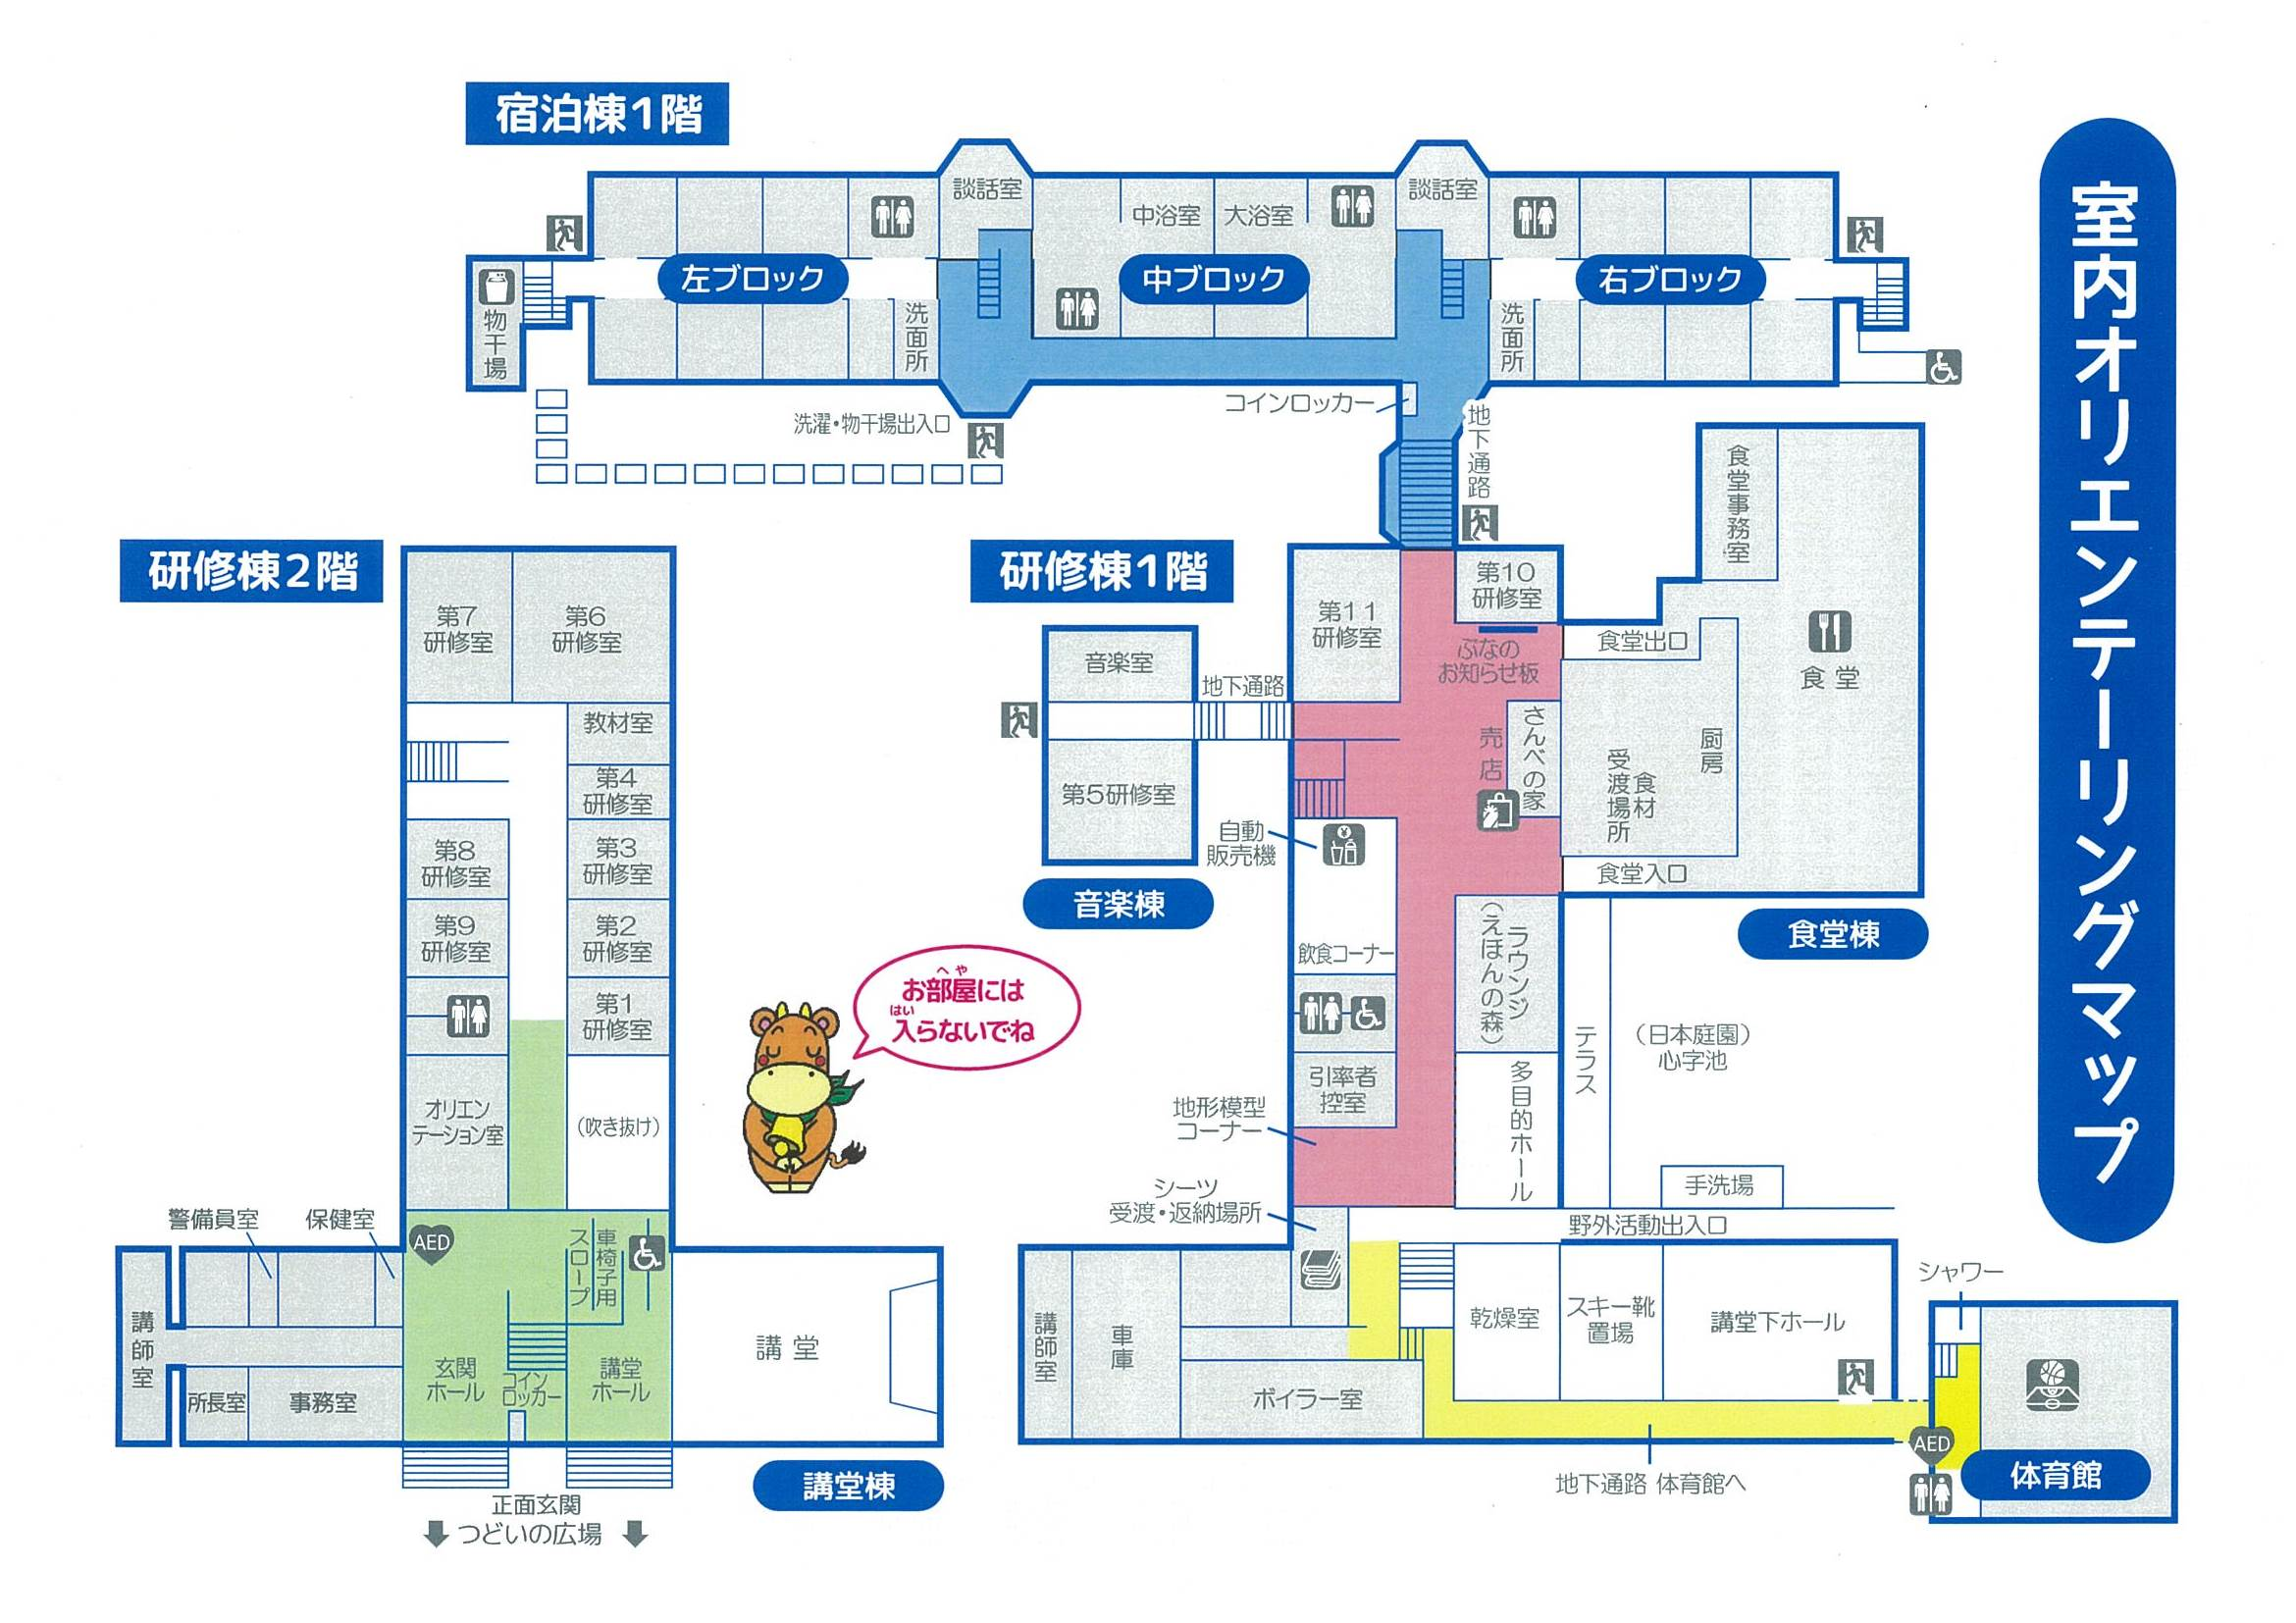 室内オリエンテーリングマップ
宿泊棟1階
談話室
中浴室
大浴室
談話室
左ブロック
中ブロック
右ブロック
物干場
洗面所
洗面所
コインロッカー
洗濯・物干場出入口
地下通路
研修棟2階
第7
研修室
第6
研修室
教材室
第4
研修室
第8
研修室
第3
研修室
第9
研修室
第2
研修室
第1
研修室
オリエン
テーション室
(吹き抜け)
警備員室
保健室
AED
車椅子用
スロープ
講師室
所長室
事務室
玄関
ホール
コイン
ロッカー
講堂
ホール
講堂
講堂棟
正面玄関
つどいの広場
へや
お部屋には
はい
入らないでね
研修棟1階
第11
研修室
第10
研修室
ぶなの
お知らせ板
食堂事務室
食堂出口
食堂
音楽室
地下通路
第5研修室
音楽棟
売店
さんべの家
食材
受渡場所
厨房
自動
販売機
食堂入口
食堂棟
飲食コーナー
ラウンジ
(えほんの森)
引率者
控室
地形模型
コーナー
多目的ホール
テラス
(日本庭園)
心字池
手洗場
シーツ
受渡・返納場所
野外活動出入口
講師室
車庫
ボイラー室
乾燥室
スキー靴
置場
講堂下ホール
シャワー
AED
体育館
地下通路 体育館へ